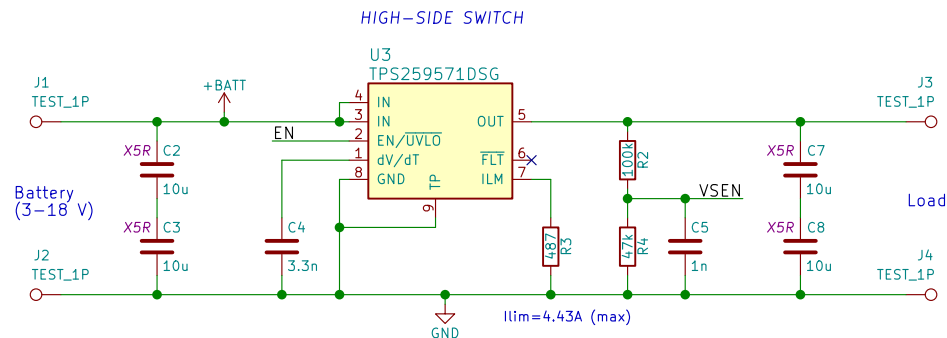 HIGH-SIDE SWITCH
U3
TPS259571DSG
J1
TEST_1P
+BATT
4 IN
3 IN
2 EN/UVLO
1 dV/dT
8 GND
TP
9
OUT 5
FLT 6
ILM 7
EN
J3
TEST_1P
X5R C2
10u
X5R C3
10u
C4
3.3n
487
R3
100k
R2
47k
R4
VSEN
C5
1n
X5R C7
10u
X5R C8
10u
Battery
(3-18 V)
Load
J2
TEST_1P
J4
TEST_1P
GND
Ilim=4.43A (max)